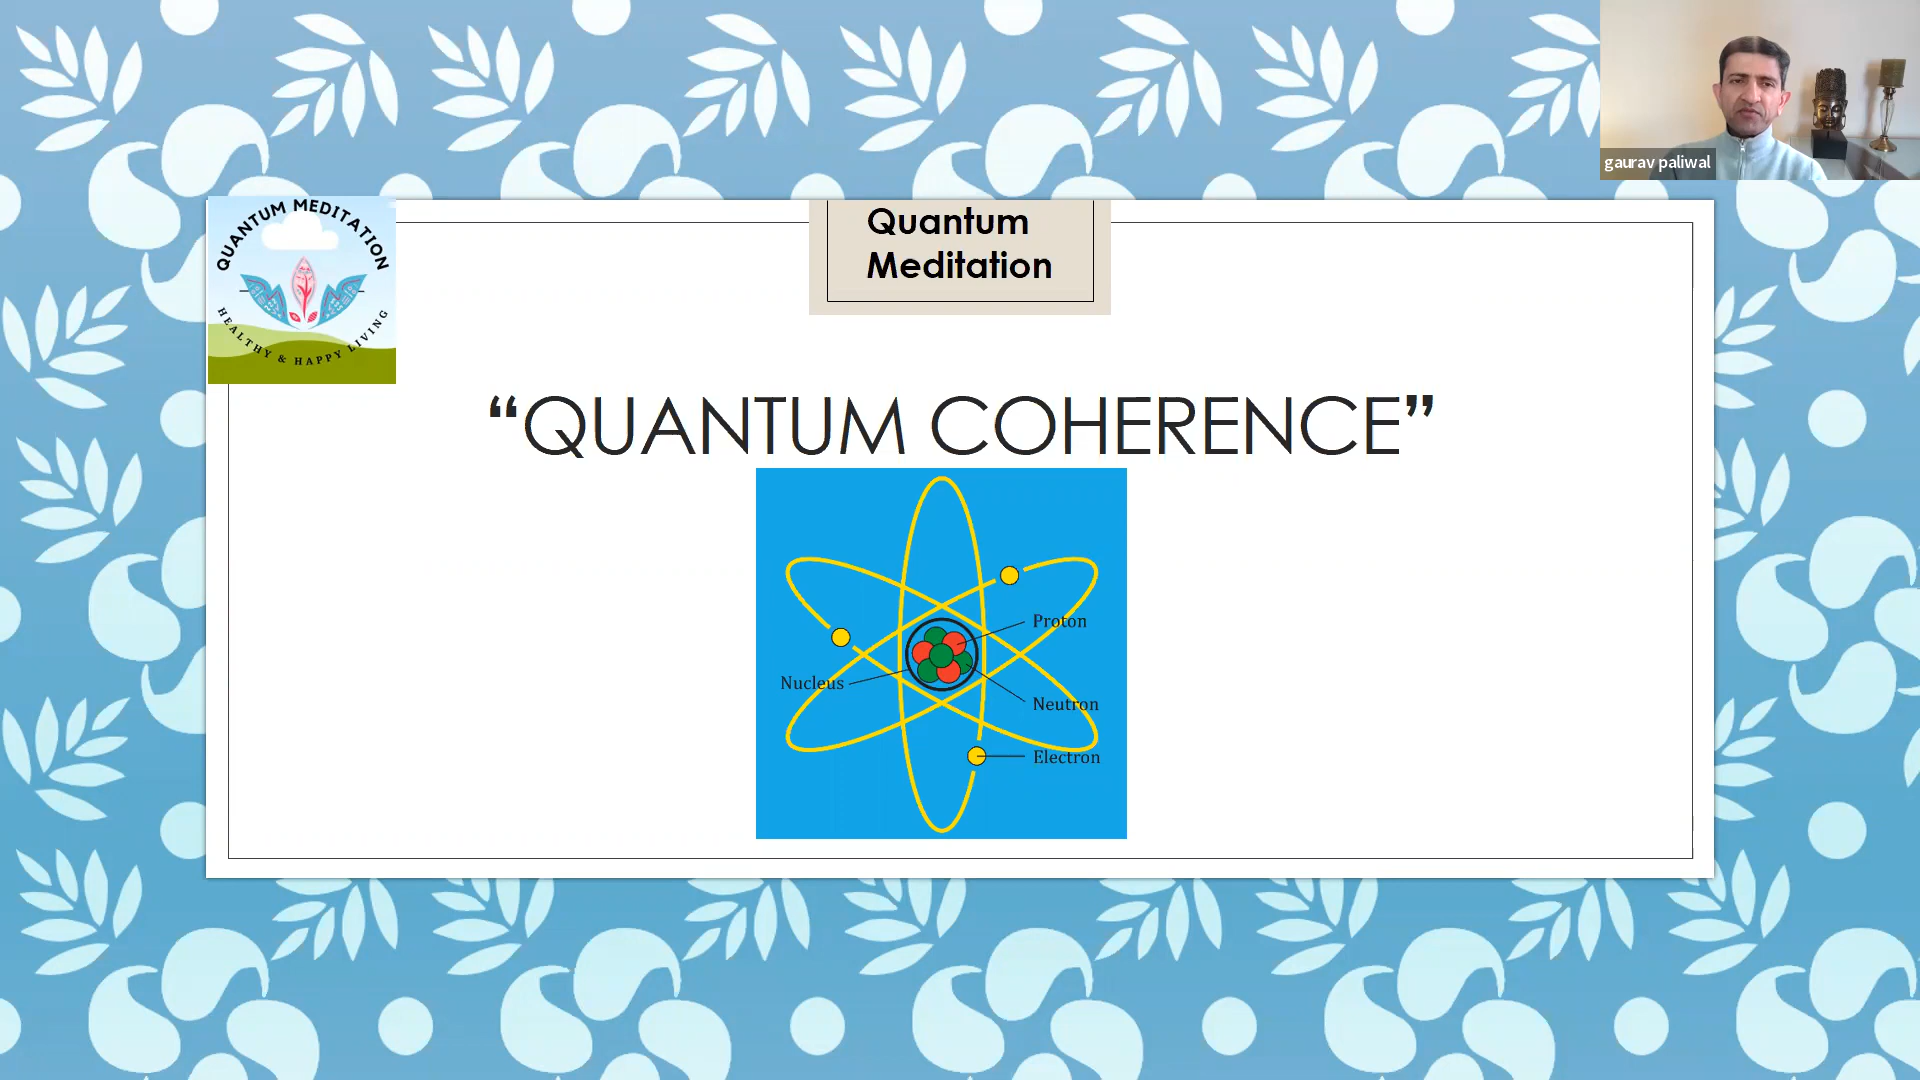 gaurav paliwal
QUANTUM MEDITATION
HEALTHY & HAPPY LIVING
Quantum
Meditation
“QUANTUM COHERENCE”
Proton
Nucleus
Neutron
Electron